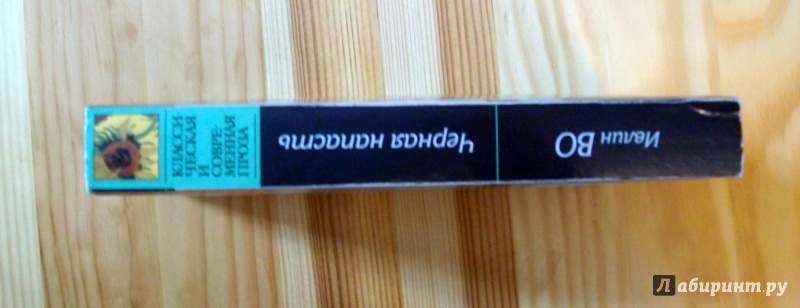 Ивлин ВО
Черная напасть
КЛАССИ-
ЧЕСКАЯ
И
СОВРЕ-
МЕННАЯ
ПРОЗА
Лабиринт.ру